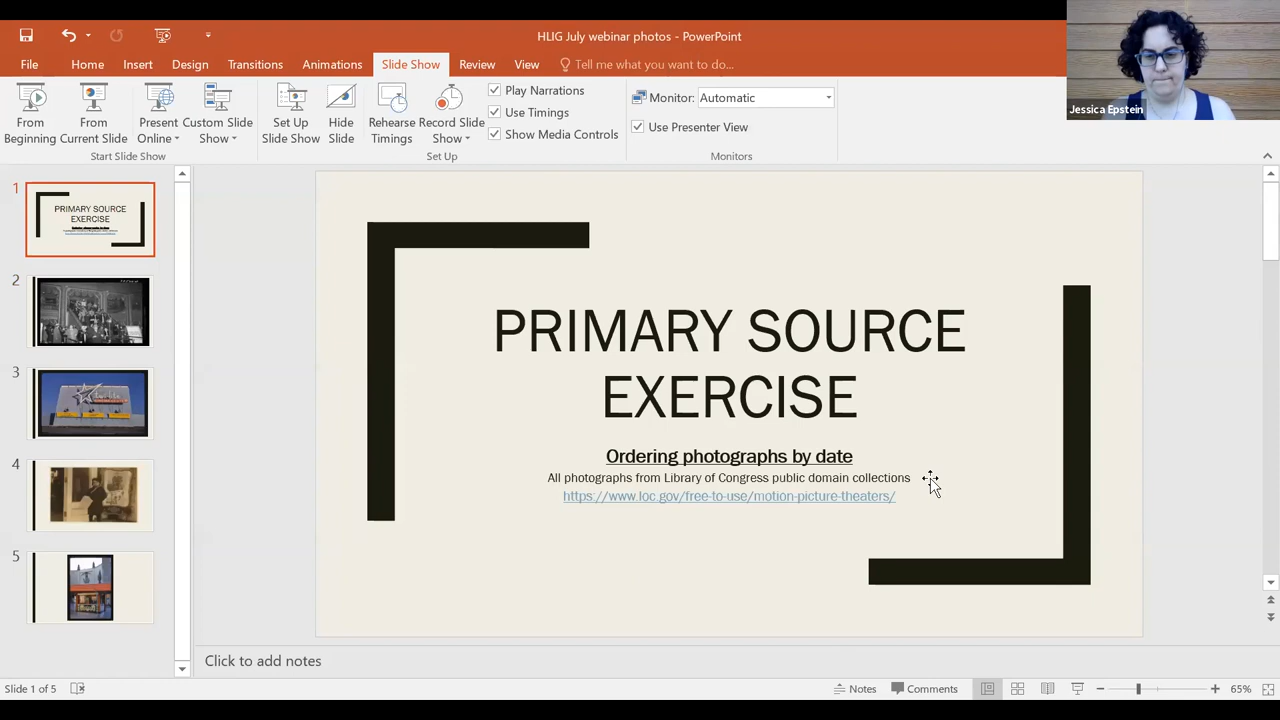 HLIG July webinar photos - PowerPoint
File Home Insert Design Transitions Animations Slide Show Review View Tell me what you want to do...
From Beginning
From Current Slide
Present Online
Custom Slide Show
Start Slide Show
Set Up Slide Show
Hide Slide
Rehearse Timings
Record Slide Show
Play Narrations
Use Timings
Show Media Controls
Set Up
Monitor: Automatic
Use Presenter View
Monitors
Jessica Epstein
1
PRIMARY SOURCE
EXERCISE
2
3
4
5
PRIMARY SOURCE
EXERCISE
Ordering photographs by date
All photographs from Library of Congress public domain collections
https://www.loc.gov/free-to-use/motion-picture-theaters/
Click to add notes
Slide 1 of 5 Notes Comments 65%